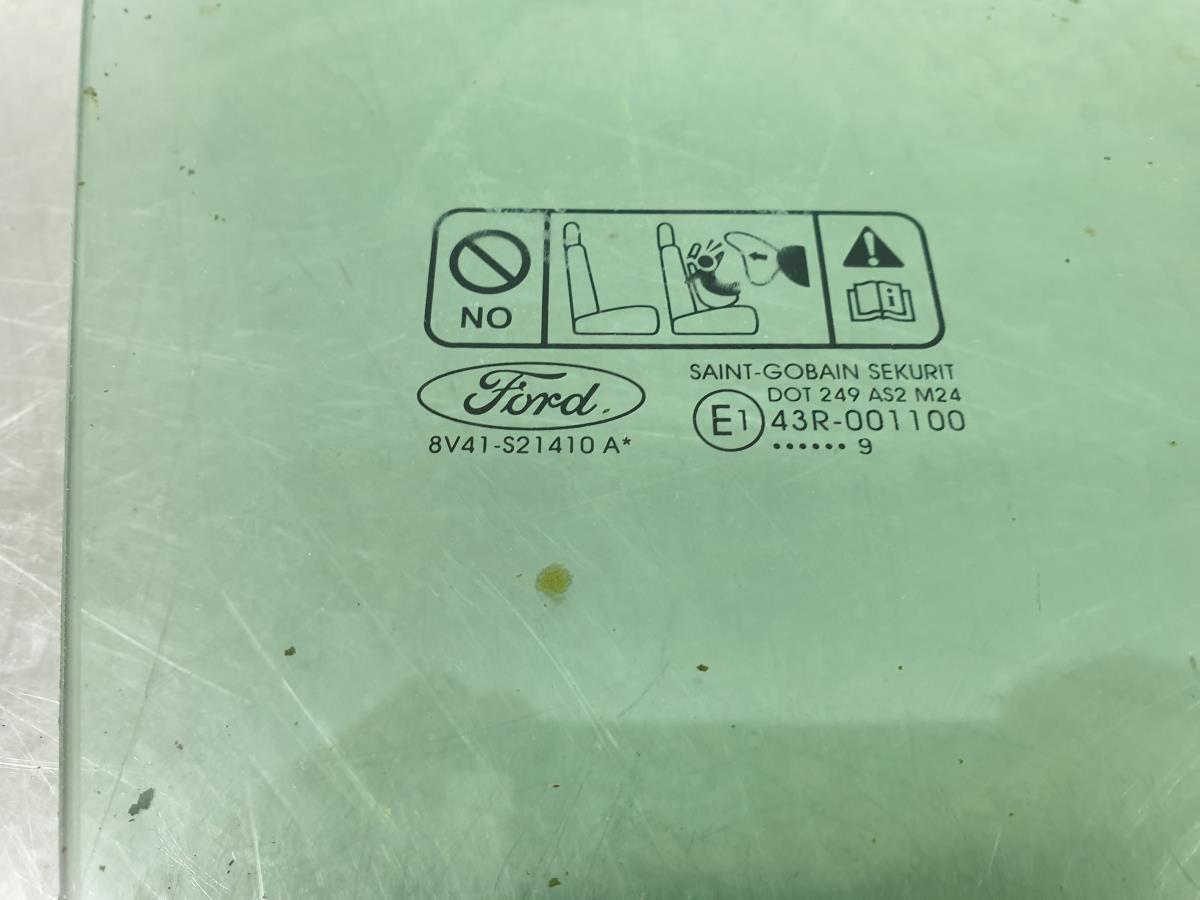 NO
i
Ford
8V41-S21410 A*
SAINT-GOBAIN SEKURIT
DOT 249 AS2 M24
E1 43R-001100
...... 9